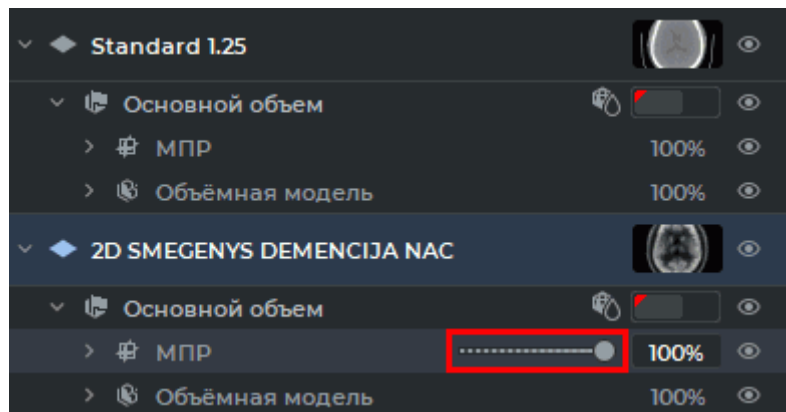 Standard 1.25
Основной объем
МПР 100%
Объёмная модель 100%
2D SMEGENYS DEMENCIJA NAC
Основной объем
МПР 100%
Объёмная модель 100%